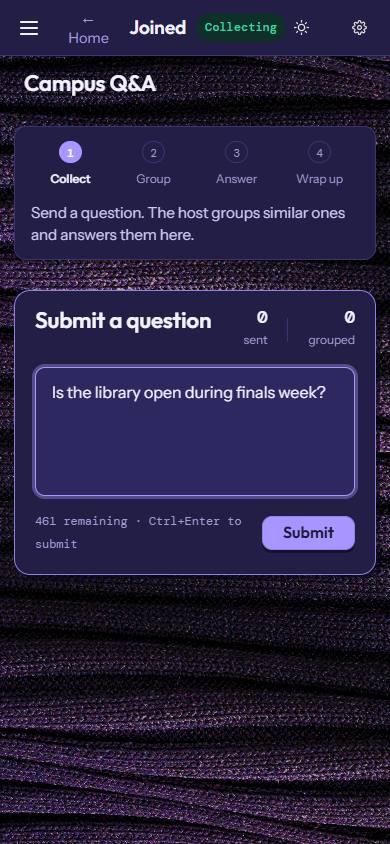 ← Home Joined Collecting
Campus Q&A
1 2 3 4
Collect Group Answer Wrap up
Send a question. The host groups similar ones
and answers them here.
Submit a question
0 0
sent grouped
Is the library open during finals week?
461 remaining · Ctrl+Enter to
submit
Submit